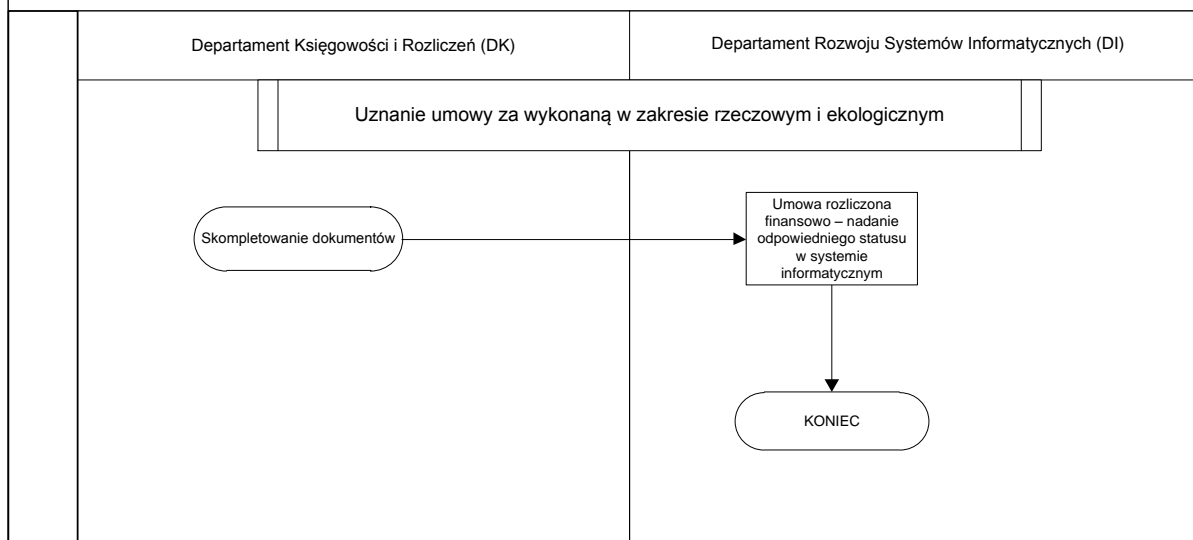 Departament Księgowości i Rozliczeń (DK)
Departament Rozwoju Systemów Informatycznych (DI)
Uznanie umowy za wykonaną w zakresie rzeczowym i ekologicznym
Skompletowanie dokumentów
Umowa rozliczona
finansowo – nadanie
odpowiedniego statusu
w systemie
informatycznym
KONIEC